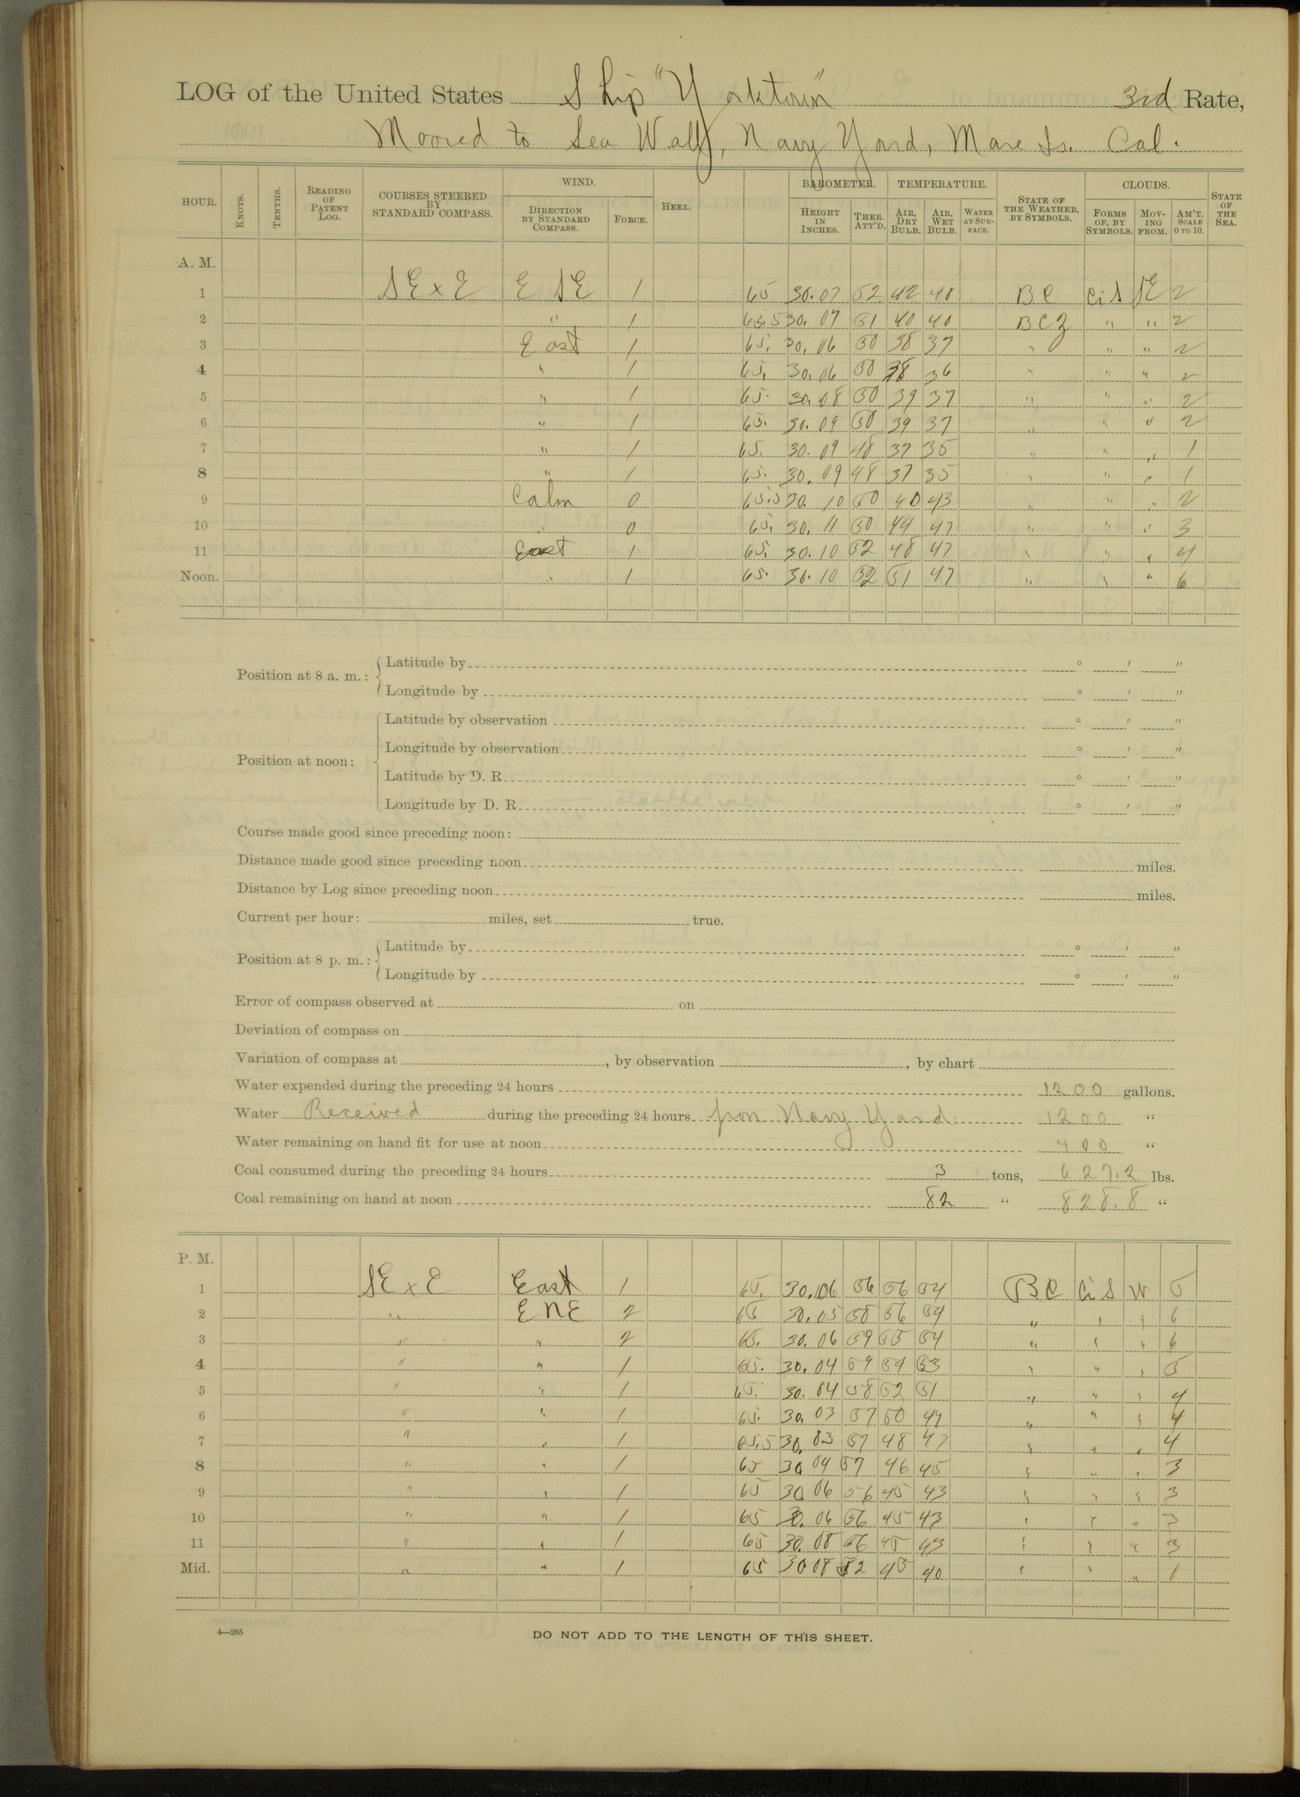 LOG of the United States Ship "Yorktown" 3rd Rate,
Moored to Sea Wall, Navy Yard, Mare Is. Cal.
HOUR. KNOTS. TENTHS. READING OF PATENT LOG. COURSES STEERED BY STANDARD COMPASS. WIND. DIRECTION BY STANDARD COMPASS. FORCE. HEEL. BAROMETER. HEIGHT IN INCHES. THER. ATT'D. TEMPERATURE. AIR, DRY BULB. AIR, WET BULB. WATER AT SURFACE. STATE OF THE WEATHER, BY SYMBOLS. CLOUDS. FORMS OF, BY SYMBOLS. MOVING FROM. AM'T. SCALE 0 TO 10. STATE OF THE SEA.
A. M.
1 SE x E E SE 1 65 30.07 52 42 40 BC Ci S SE 2
2 " 1 65.5 30.07 51 40 40 BCZ " " 2
3 East 1 65. 30.06 50 38 37 " " " 2
4 " 1 65. 30.06 50 38 36 " " " 2
5 " 1 65. 30.08 50 39 37 " " " 2
6 " 1 65. 30.09 50 39 37 " " " 2
7 " 1 65. 30.09 48 37 35 " " " 1
8 " 1 65. 30.09 48 37 35 " " " 1
9 Calm 0 65.5 30.10 50 40 43 " " " 2
10 " 0 65. 30.11 50 49 47 " " " 3
11 East 1 65. 30.10 52 48 47 " " " 4
Noon. " 1 65. 30.10 52 51 47 " " " 6
Position at 8 a. m.: Latitude by ° ′ ″
Longitude by ° ′ ″
Position at noon: Latitude by observation ° ′ ″
Longitude by observation ° ′ ″
Latitude by D. R. ° ′ ″
Longitude by D. R. ° ′ ″
Course made good since preceding noon:
Distance made good since preceding noon miles.
Distance by Log since preceding noon miles.
Current per hour: miles, set true.
Position at 8 p. m.: Latitude by ° ′ ″
Longitude by ° ′ ″
Error of compass observed at on
Deviation of compass on
Variation of compass at , by observation , by chart
Water expended during the preceding 24 hours 1200 gallons.
Water Received during the preceding 24 hours from Navy Yard. 1200 "
Water remaining on hand fit for use at noon 400 "
Coal consumed during the preceding 24 hours 3 tons, 627.2 lbs.
Coal remaining on hand at noon 82 " 828.8 "
P. M.
1 SE x E East 1 65. 30.06 56 56 54 BC Ci S W 5
2 " ENE 2 65 30.05 58 56 54 " " " 6
3 " " 2 65. 30.06 59 55 54 " " " 6
4 " " 1 65. 30.04 59 54 53 " " " 5
5 " " 1 65. 30.04 58 52 51 " " " 4
6 " " 1 65. 30.03 57 50 49 " " " 4
7 " " 1 65.5 30.03 57 48 47 " " " 4
8 " " 1 65 30.04 57 46 45 " " " 3
9 " " 1 65 30.06 56 45 43 " " " 3
10 " " 1 65 30.06 56 45 43 " " " 3
11 " " 1 65 30.08 56 45 43 " " " 3
Mid. " " 1 65 30.08 52 43 40 " " " 1
4—265
DO NOT ADD TO THE LENGTH OF THIS SHEET.